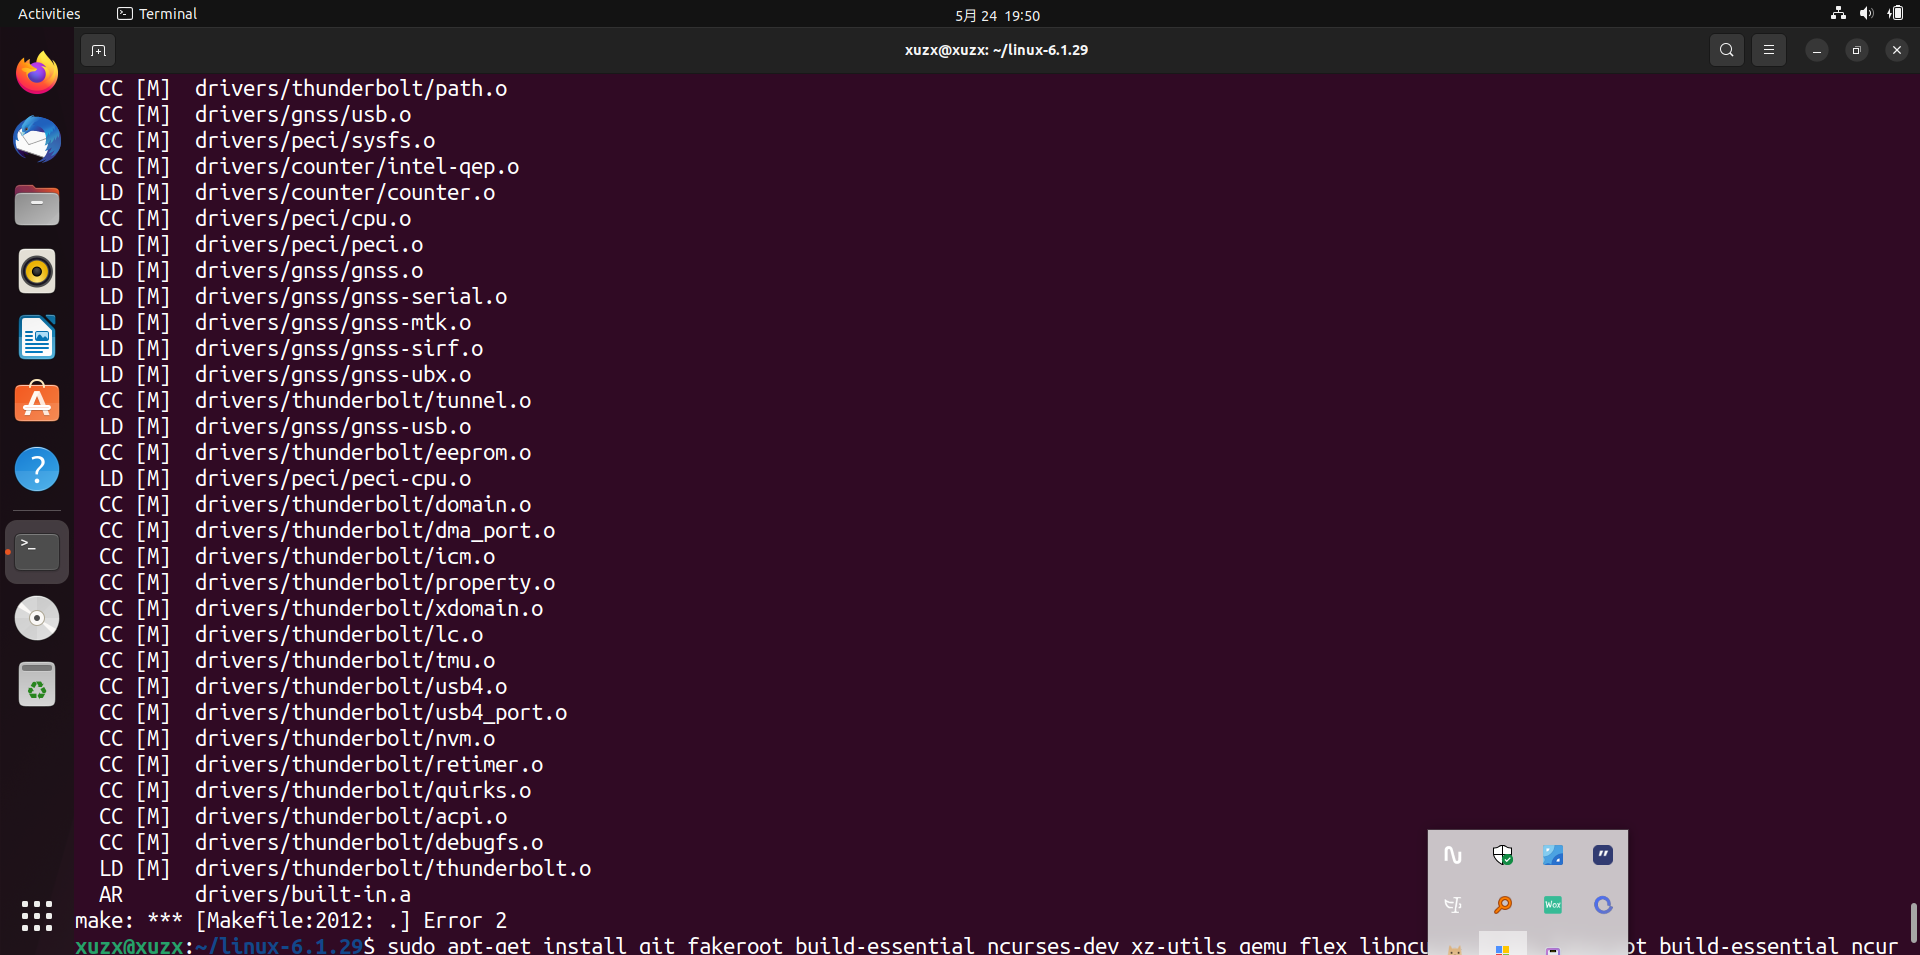 Activities
Terminal
5月 24 19:50
xuzx@xuzx: ~/linux-6.1.29
CC [M] drivers/thunderbolt/path.o
CC [M] drivers/gnss/usb.o
CC [M] drivers/peci/sysfs.o
CC [M] drivers/counter/intel-qep.o
LD [M] drivers/counter/counter.o
CC [M] drivers/peci/cpu.o
LD [M] drivers/peci/peci.o
LD [M] drivers/gnss/gnss.o
LD [M] drivers/gnss/gnss-serial.o
LD [M] drivers/gnss/gnss-mtk.o
LD [M] drivers/gnss/gnss-sirf.o
LD [M] drivers/gnss/gnss-ubx.o
CC [M] drivers/thunderbolt/tunnel.o
LD [M] drivers/gnss/gnss-usb.o
CC [M] drivers/thunderbolt/eeprom.o
LD [M] drivers/peci/peci-cpu.o
CC [M] drivers/thunderbolt/domain.o
CC [M] drivers/thunderbolt/dma_port.o
CC [M] drivers/thunderbolt/icm.o
CC [M] drivers/thunderbolt/property.o
CC [M] drivers/thunderbolt/xdomain.o
CC [M] drivers/thunderbolt/lc.o
CC [M] drivers/thunderbolt/tmu.o
CC [M] drivers/thunderbolt/usb4.o
CC [M] drivers/thunderbolt/usb4_port.o
CC [M] drivers/thunderbolt/nvm.o
CC [M] drivers/thunderbolt/retimer.o
CC [M] drivers/thunderbolt/quirks.o
CC [M] drivers/thunderbolt/acpi.o
CC [M] drivers/thunderbolt/debugfs.o
LD [M] drivers/thunderbolt/thunderbolt.o
AR drivers/built-in.a
make: *** [Makefile:2012: .] Error 2
xuzx@xuzx:~/linux-6.1.29$ sudo apt-get install git fakeroot build-essential ncurses-dev xz-utils qemu flex libncu ot build-essential ncur
Wox